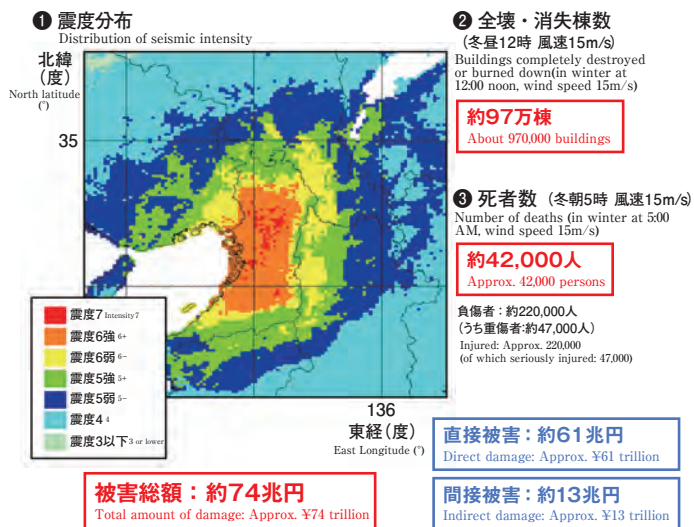 ❶ 震度分布
Distribution of seismic intensity
北緯
(度)
North latitude
(°)
35
震度7 Intensity7
震度6強 6+
震度6弱 6-
震度5強 5+
震度5弱 5-
震度4 4
震度3以下 3 or lower
136
東経(度)
East Longitude (°)
❷ 全壊・消失棟数
(冬昼12時 風速15m/s)
Buildings completely destroyed
or burned down(in winter at
12:00 noon, wind speed 15m/s)
約97万棟
About 970,000 buildings
❸ 死者数 (冬朝5時 風速15m/s)
Number of deaths (in winter at 5:00
AM, wind speed 15m/s)
約42,000人
Approx. 42,000 persons
負傷者：約220,000人
(うち重傷者:約47,000人)
Injured: Approx. 220,000
(of which seriously injured: 47,000)
直接被害：約61兆円
Direct damage: Approx. ¥61 trillion
被害総額：約74兆円
Total amount of damage: Approx. ¥74 trillion
間接被害：約13兆円
Indirect damage: Approx. ¥13 trillion